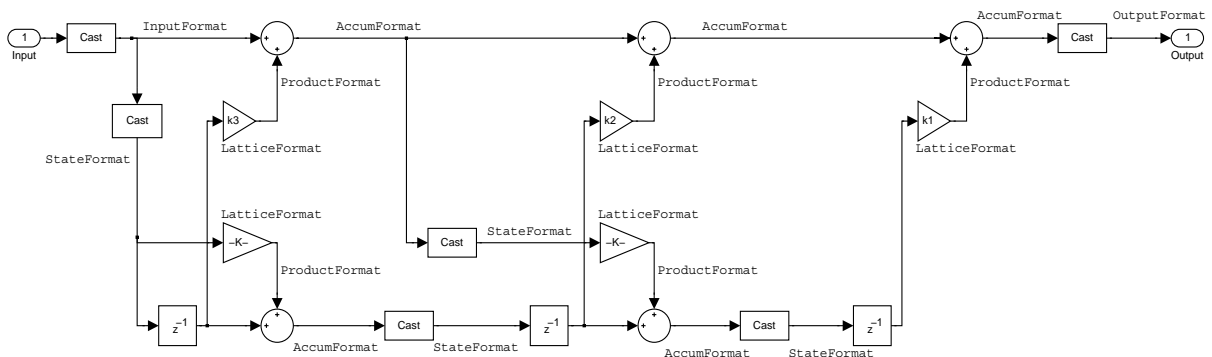 InputFormat
AccumFormat
AccumFormat
AccumFormat
OutputFormat
1
Input
Cast
+
+
+
+
+
+
Cast
1
Output
ProductFormat
ProductFormat
ProductFormat
Cast
k3
k2
k1
StateFormat
LatticeFormat
LatticeFormat
LatticeFormat
LatticeFormat
LatticeFormat
–K–
Cast
StateFormat
–K–
ProductFormat
ProductFormat
z–1
+
+
Cast
z–1
+
+
Cast
z–1
AccumFormat
StateFormat
AccumFormat
StateFormat